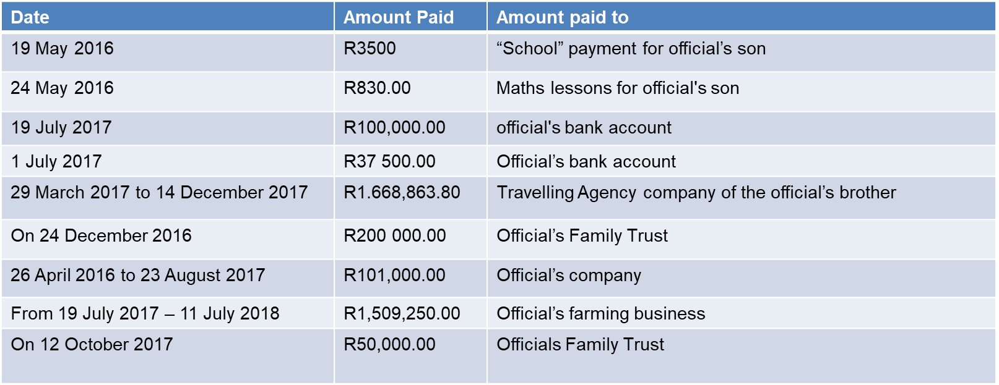 Date Amount Paid Amount paid to
19 May 2016 R3500 “School” payment for official’s son
24 May 2016 R830.00 Maths lessons for official's son
19 July 2017 R100,000.00 official's bank account
1 July 2017 R37 500.00 Official’s bank account
29 March 2017 to 14 December 2017 R1.668,863.80 Travelling Agency company of the official’s brother
On 24 December 2016 R200 000.00 Official’s Family Trust
26 April 2016 to 23 August 2017 R101,000.00 Official’s company
From 19 July 2017 – 11 July 2018 R1,509,250.00 Official’s farming business
On 12 October 2017 R50,000.00 Officials Family Trust